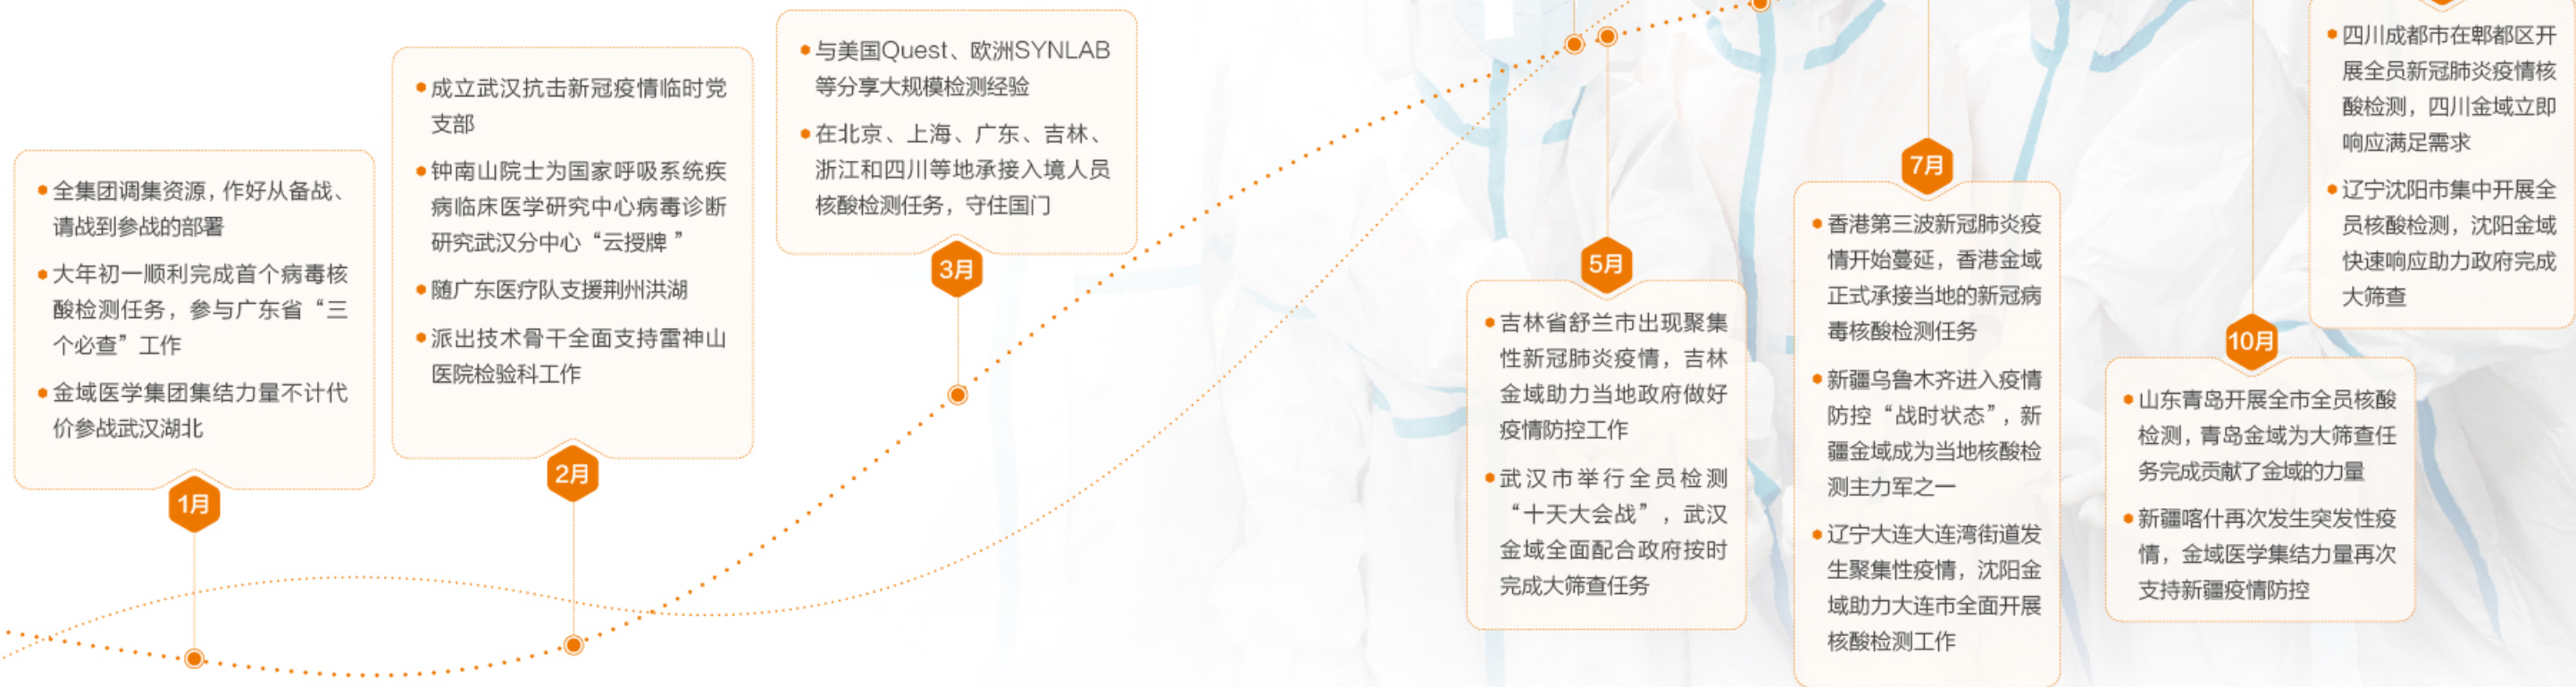 全集团调集资源，作好从备战、
请战到参战的部署
大年初一顺利完成首个病毒核
酸检测任务，参与广东省“三
个必查”工作
金域医学集团集结力量不计代
价参战武汉湖北
1月
成立武汉抗击新冠疫情临时党
支部
钟南山院士为国家呼吸系统疾
病临床医学研究中心病毒诊断
研究武汉分中心“云授牌 ”
随广东医疗队支援荆州洪湖
派出技术骨干全面支持雷神山
医院检验科工作
2月
与美国Quest、欧洲SYNLAB
等分享大规模检测经验
在北京、上海、广东、吉林、
浙江和四川等地承接入境人员
核酸检测任务，守住国门
3月
5月
吉林省舒兰市出现聚集
性新冠肺炎疫情，吉林
金域助力当地政府做好
疫情防控工作
武汉市举行全员检测
“十天大会战”，武汉
金域全面配合政府按时
完成大筛查任务
7月
香港第三波新冠肺炎疫
情开始蔓延，香港金域
正式承接当地的新冠病
毒核酸检测任务
新疆乌鲁木齐进入疫情
防控“战时状态”，新
疆金域成为当地核酸检
测主力军之一
辽宁大连大连湾街道发
生聚集性疫情，沈阳金
域助力大连市全面开展
核酸检测工作
10月
山东青岛开展全市全员核酸
检测，青岛金域为大筛查任
务完成贡献了金域的力量
新疆喀什再次发生突发性疫
情，金域医学集结力量再次
支持新疆疫情防控
四川成都市在郫都区开
展全员新冠肺炎疫情核
酸检测，四川金域立即
响应满足需求
辽宁沈阳市集中开展全
员核酸检测，沈阳金域
快速响应助力政府完成
大筛查